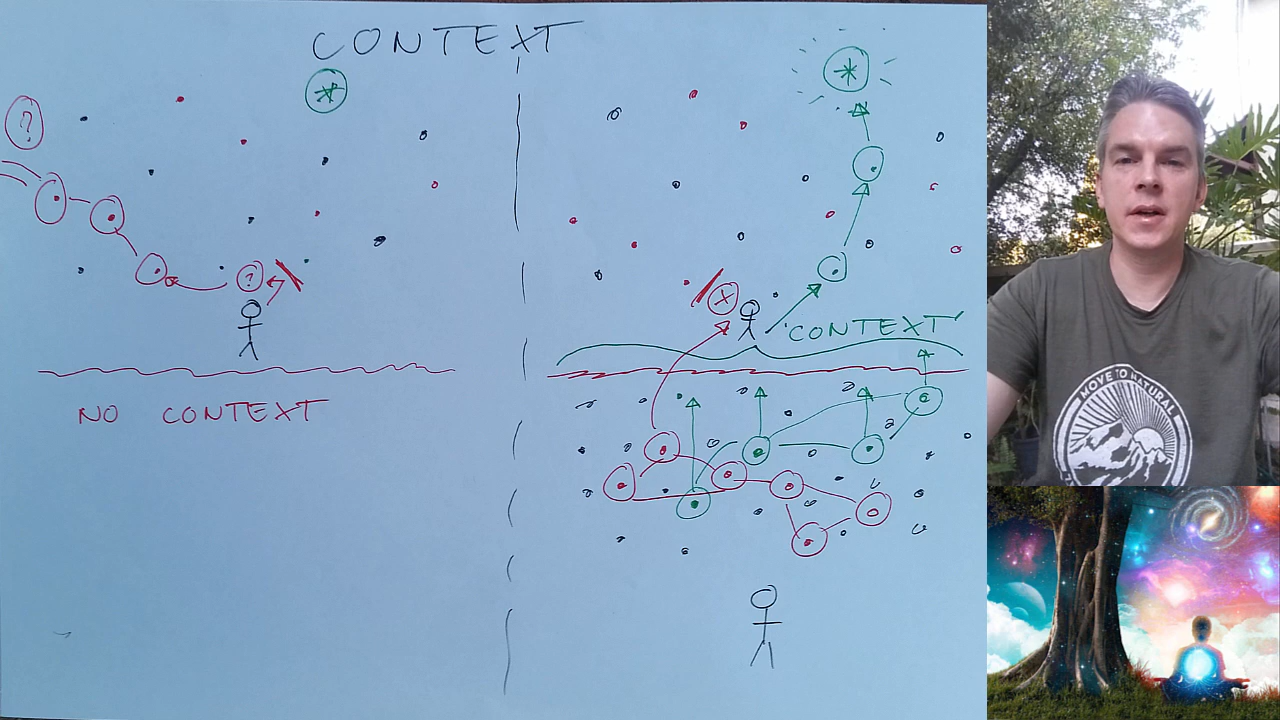 CONTEXT
*
*
?
?
X
'CONTEXT'
NO CONTEXT
MOVE TO NATURAL